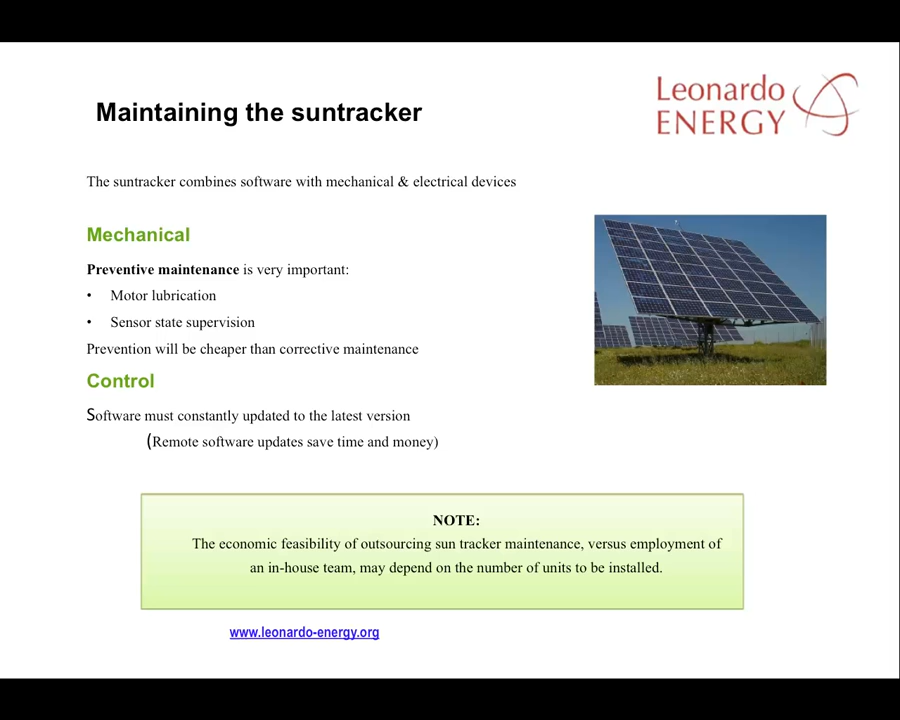 Maintaining the suntracker
Leonardo
ENERGY
The suntracker combines software with mechanical & electrical devices
Mechanical
Preventive maintenance is very important:
• Motor lubrication
• Sensor state supervision
Prevention will be cheaper than corrective maintenance
Control
Software must constantly updated to the latest version
(Remote software updates save time and money)
NOTE:
The economic feasibility of outsourcing sun tracker maintenance, versus employment of
an in-house team, may depend on the number of units to be installed.
www.leonardo-energy.org